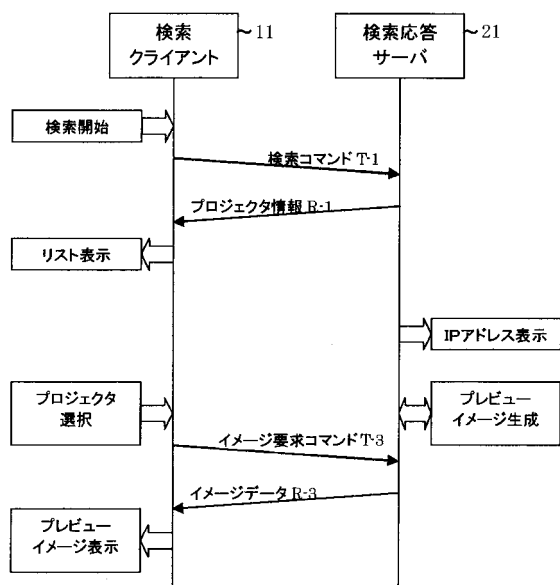 検索
クライアント
～11
検索応答
サーバ
～21
検索開始
検索コマンド T-1
プロジェクタ情報 R-1
リスト表示
IPアドレス表示
プロジェクタ
選択
プレビュー
イメージ生成
イメージ要求コマンド T-3
イメージデータ R-3
プレビュー
イメージ表示